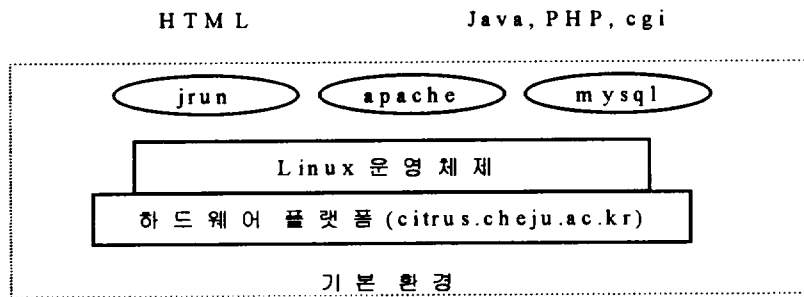 HTML Java, PHP, cgi
jrun apache mysql
Linux 운영체제
하드웨어 플랫폼 (citrus.cheju.ac.kr)
기본 환경